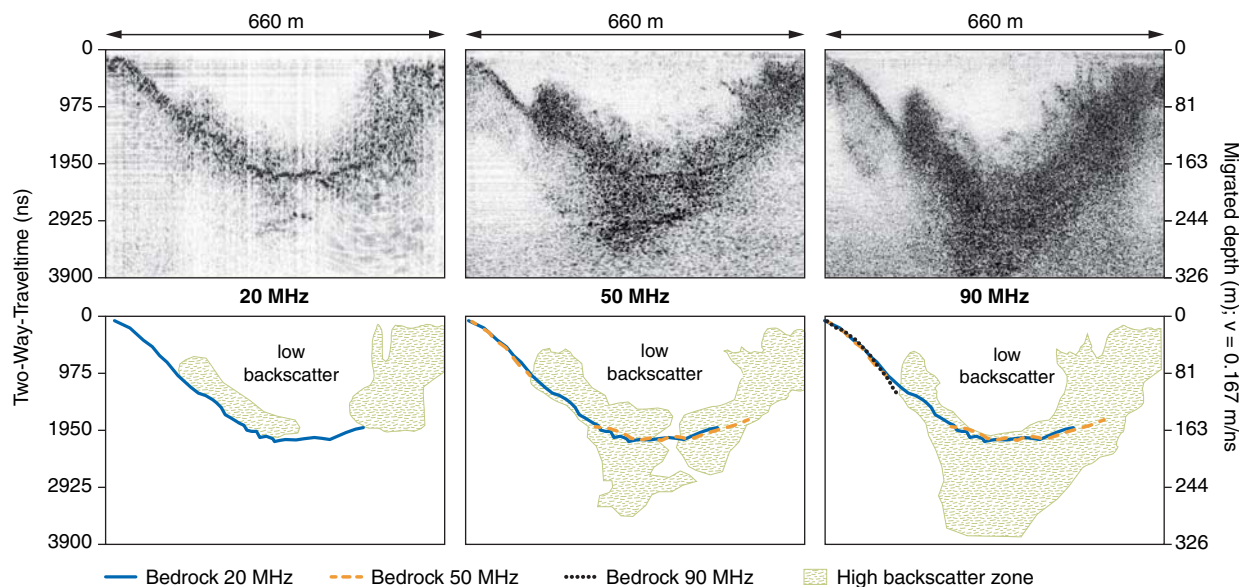 660 m 660 m 660 m
0 0
975 81
1950 163
2925 244
3900 326
20 MHz 50 MHz 90 MHz
0 0
low backscatter low backscatter low backscatter
975 81
1950 163
2925 244
3900 326
Two-Way-Traveltime (ns)
Migrated depth (m); v = 0.167 m/ns
Bedrock 20 MHz Bedrock 50 MHz Bedrock 90 MHz High backscatter zone